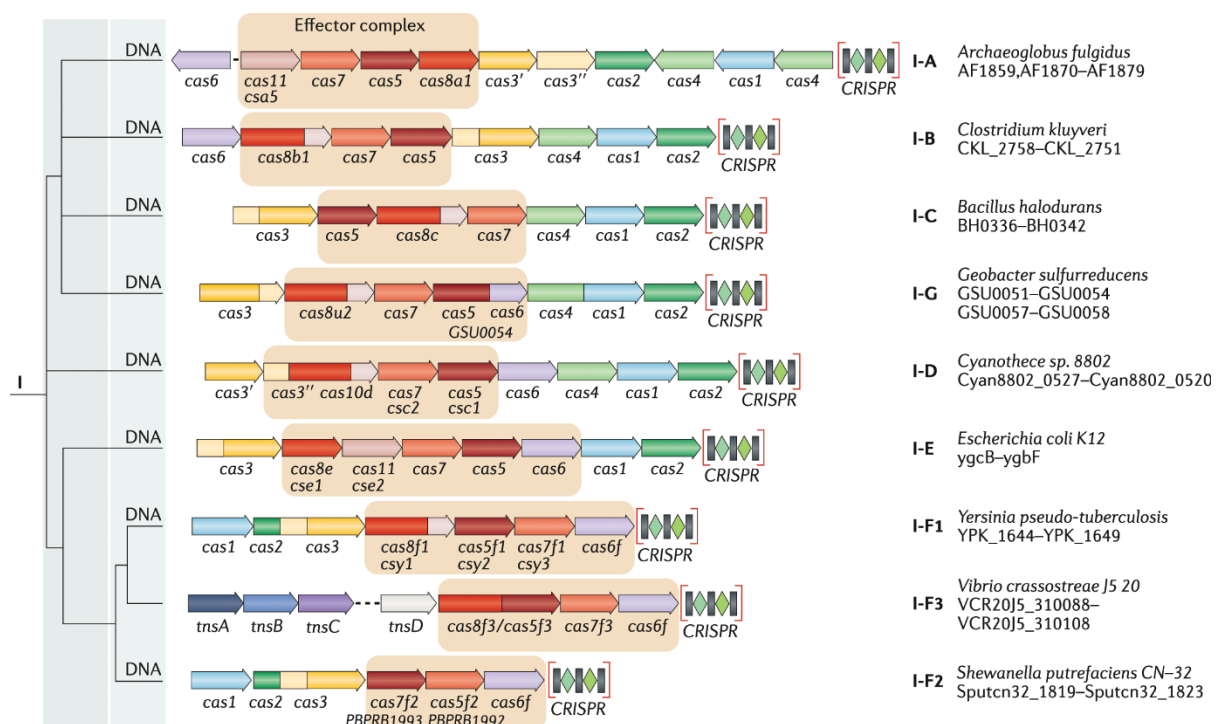 Effector complex
DNA
cas6 cas11 cas7 cas5 cas8a1 cas3′ cas3″ cas2 cas4 cas1 cas4 CRISPR
csa5
I-A Archaeoglobus fulgidus
AF1859,AF1870–AF1879
DNA
cas6 cas8b1 cas7 cas5 cas3 cas4 cas1 cas2 CRISPR
I-B Clostridium kluyveri
CKL_2758–CKL_2751
DNA
cas3 cas5 cas8c cas7 cas4 cas1 cas2 CRISPR
I-C Bacillus halodurans
BH0336–BH0342
DNA
cas3 cas8u2 cas7 cas5 cas6 cas4 cas1 cas2 CRISPR
GSU0054
I-G Geobacter sulfurreducens
GSU0051–GSU0054
GSU0057–GSU0058
I
DNA
cas3′ cas3″ cas10d cas7 cas5 cas6 cas4 cas1 cas2 CRISPR
csc2 csc1
I-D Cyanothece sp. 8802
Cyan8802_0527–Cyan8802_0520
DNA
cas3 cas8e cas11 cas7 cas5 cas6 cas1 cas2 CRISPR
cse1 cse2
I-E Escherichia coli K12
ygcB–ygbF
DNA
cas1 cas2 cas3 cas8f1 cas5f1 cas7f1 cas6f CRISPR
csy1 csy2 csy3
I-F1 Yersinia pseudo-tuberculosis
YPK_1644–YPK_1649
DNA
tnsA tnsB tnsC tnsD cas8f3/cas5f3 cas7f3 cas6f CRISPR
I-F3 Vibrio crassostreae J5 20
VCR20J5_310088–
VCR20J5_310108
DNA
cas1 cas2 cas3 cas7f2 cas5f2 cas6f CRISPR
PBPRB1993 PBPRB1992
I-F2 Shewanella putrefaciens CN–32
Sputcn32_1819–Sputcn32_1823